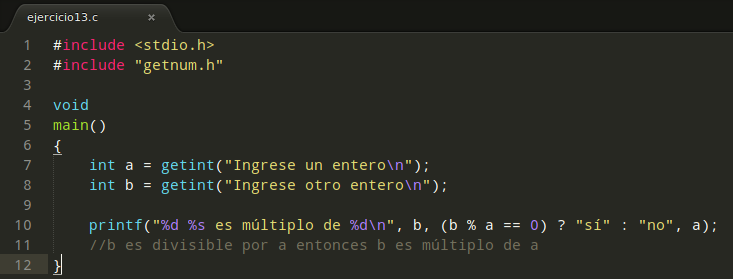 ejercicio13.c ×
1 #include <stdio.h>
2 #include "getnum.h"
3
4 void
5 main()
6 {
7 int a = getint("Ingrese un entero\n");
8 int b = getint("Ingrese otro entero\n");
9
10 printf("%d %s es múltiplo de %d\n", b, (b % a == 0) ? "sí" : "no", a);
11 //b es divisible por a entonces b es múltiplo de a
12 }